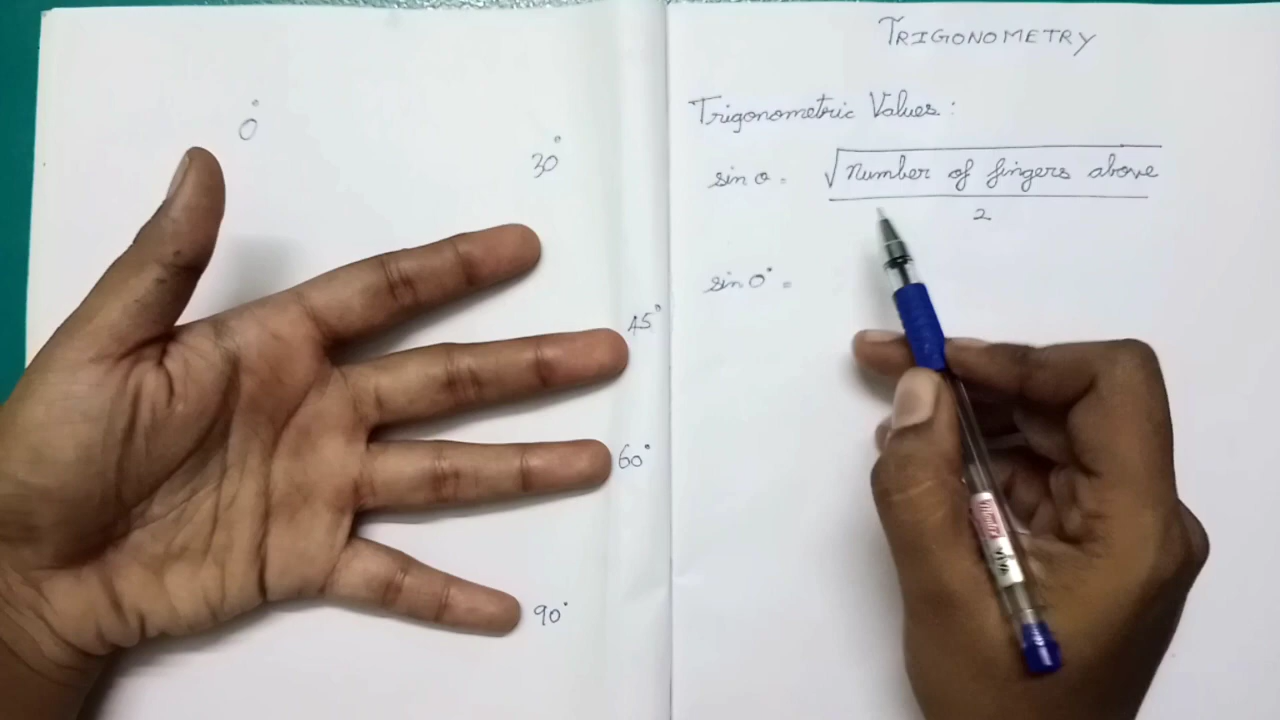 TRIGONOMETRY
Trigonometric Values:
sin θ = √Number of fingers above
2
sin 0° =
0°
30°
45°
60°
90°